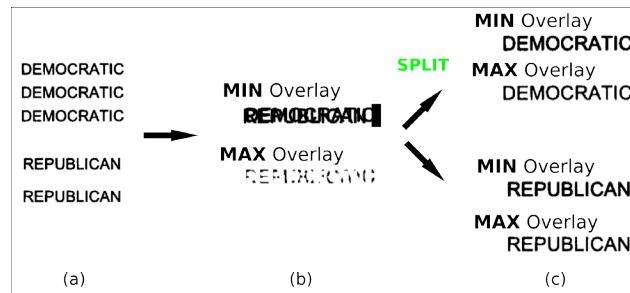 DEMOCRATIC
DEMOCRATIC
DEMOCRATIC
REPUBLICAN
REPUBLICAN
(a)
MIN Overlay
MAX Overlay
(b)
SPLIT
MIN Overlay
DEMOCRATIC
MAX Overlay
DEMOCRATIC
MIN Overlay
REPUBLICAN
MAX Overlay
REPUBLICAN
(c)